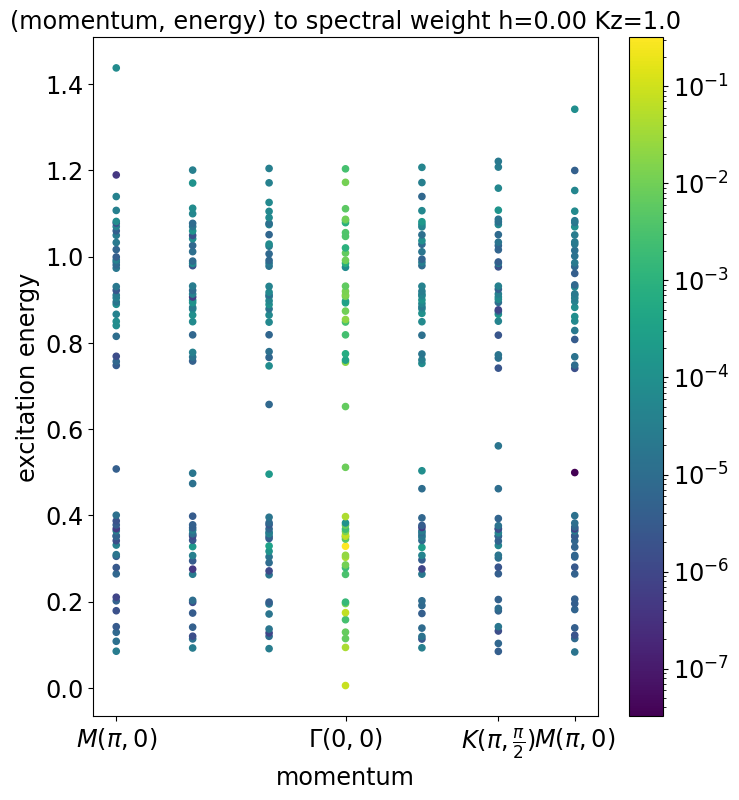 (momentum, energy) to spectral weight h=0.00 Kz=1.0
excitation energy
1.4
1.2
1.0
0.8
0.6
0.4
0.2
0.0
M(π, 0)
Γ(0, 0)
K(π, π/2)
M(π, 0)
momentum
10⁻¹
10⁻²
10⁻³
10⁻⁴
10⁻⁵
10⁻⁶
10⁻⁷